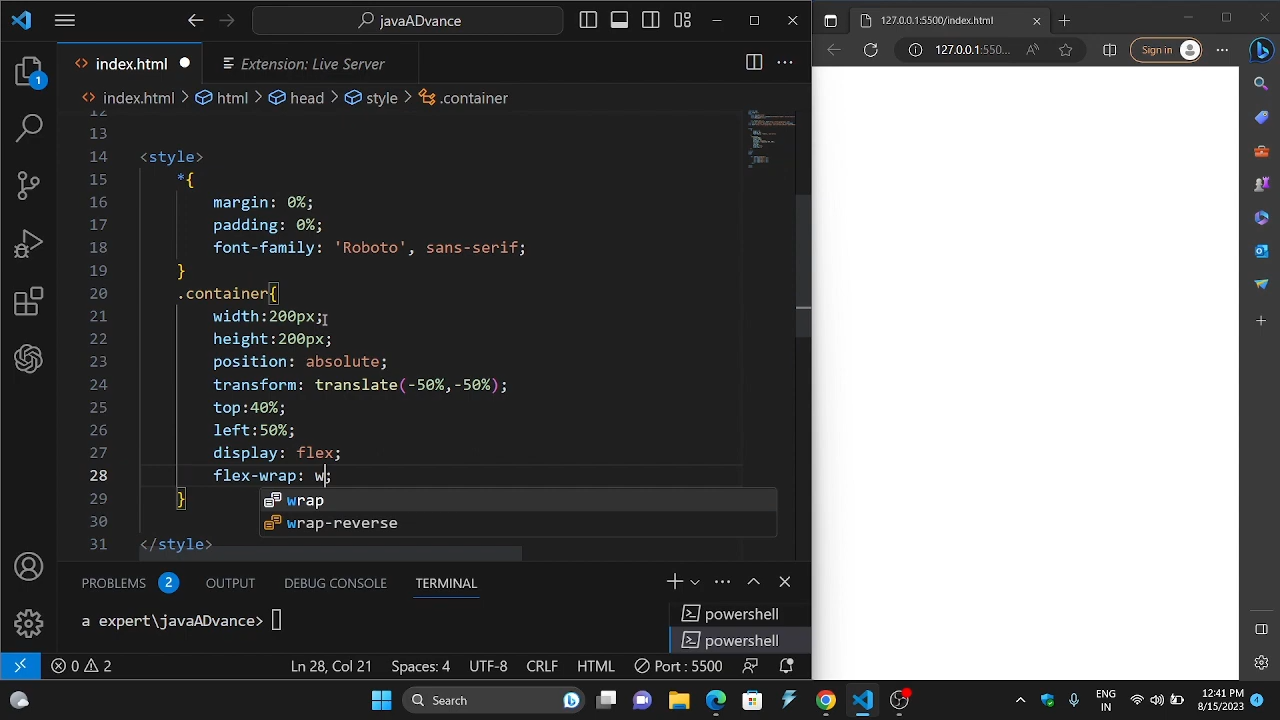 javaADvance
127.0.0.1:5500/index.html
index.html
Extension: Live Server
127.0.0.1:550...
Sign in
index.html > html > head > style > .container
1
12
13
14 <style>
15 *{
16 margin: 0%;
17 padding: 0%;
18 font-family: 'Roboto', sans-serif;
19 }
20 .container{
21 width:200px;
22 height:200px;
23 position: absolute;
24 transform: translate(-50%,-50%);
25 top:40%;
26 left:50%;
27 display: flex;
28 flex-wrap: w;
29 }
wrap
wrap-reverse
30
31 </style>
PROBLEMS 2 OUTPUT DEBUG CONSOLE TERMINAL
a expert\javaADvance>
powershell
powershell
0 2 Ln 28, Col 21 Spaces: 4 UTF-8 CRLF HTML Port : 5500
Search
ENG
IN
12:41 PM
8/15/2023
4